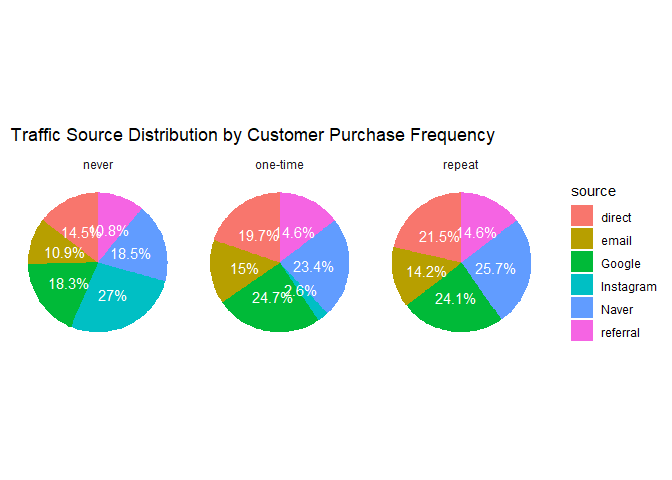 Traffic Source Distribution by Customer Purchase Frequency
never
one-time
repeat
14.5%
10.8%
10.9%
18.5%
18.3%
27%
19.7%
14.6%
15%
23.4%
24.7%
2.6%
21.5%
14.6%
14.2%
25.7%
24.1%
source
direct
email
Google
Instagram
Naver
referral